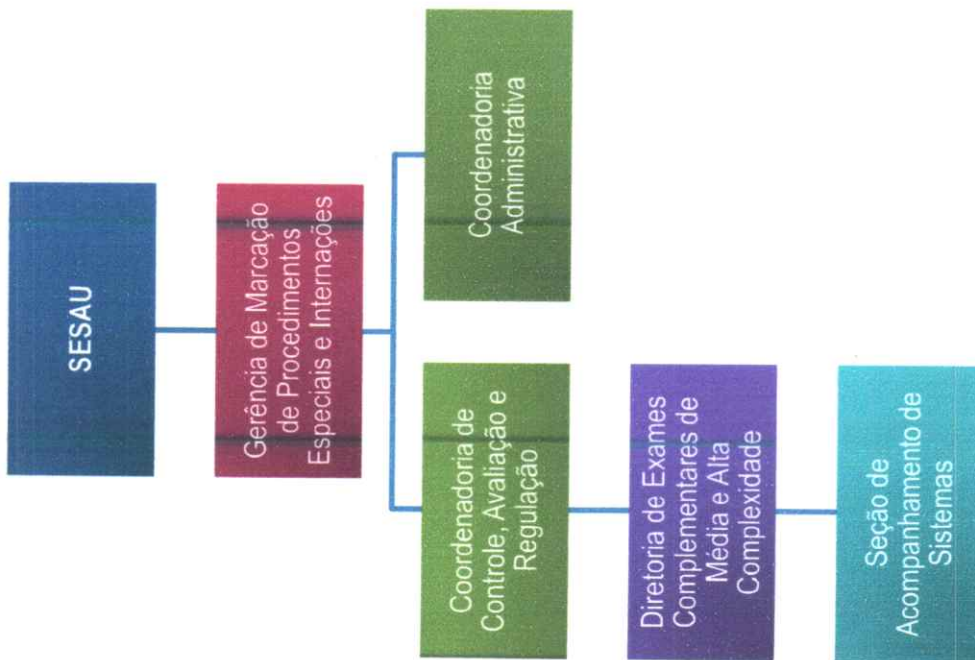 SESAU
Gerência de Marcação
de Procedimentos
Especiais e Internações
Coordenadoria de
Controle, Avaliação e
Regulação
Coordenadoria
Administrativa
Diretoria de Exames
Complementares de
Média e Alta
Complexidade
Seção de
Acompanhamento de
Sistemas